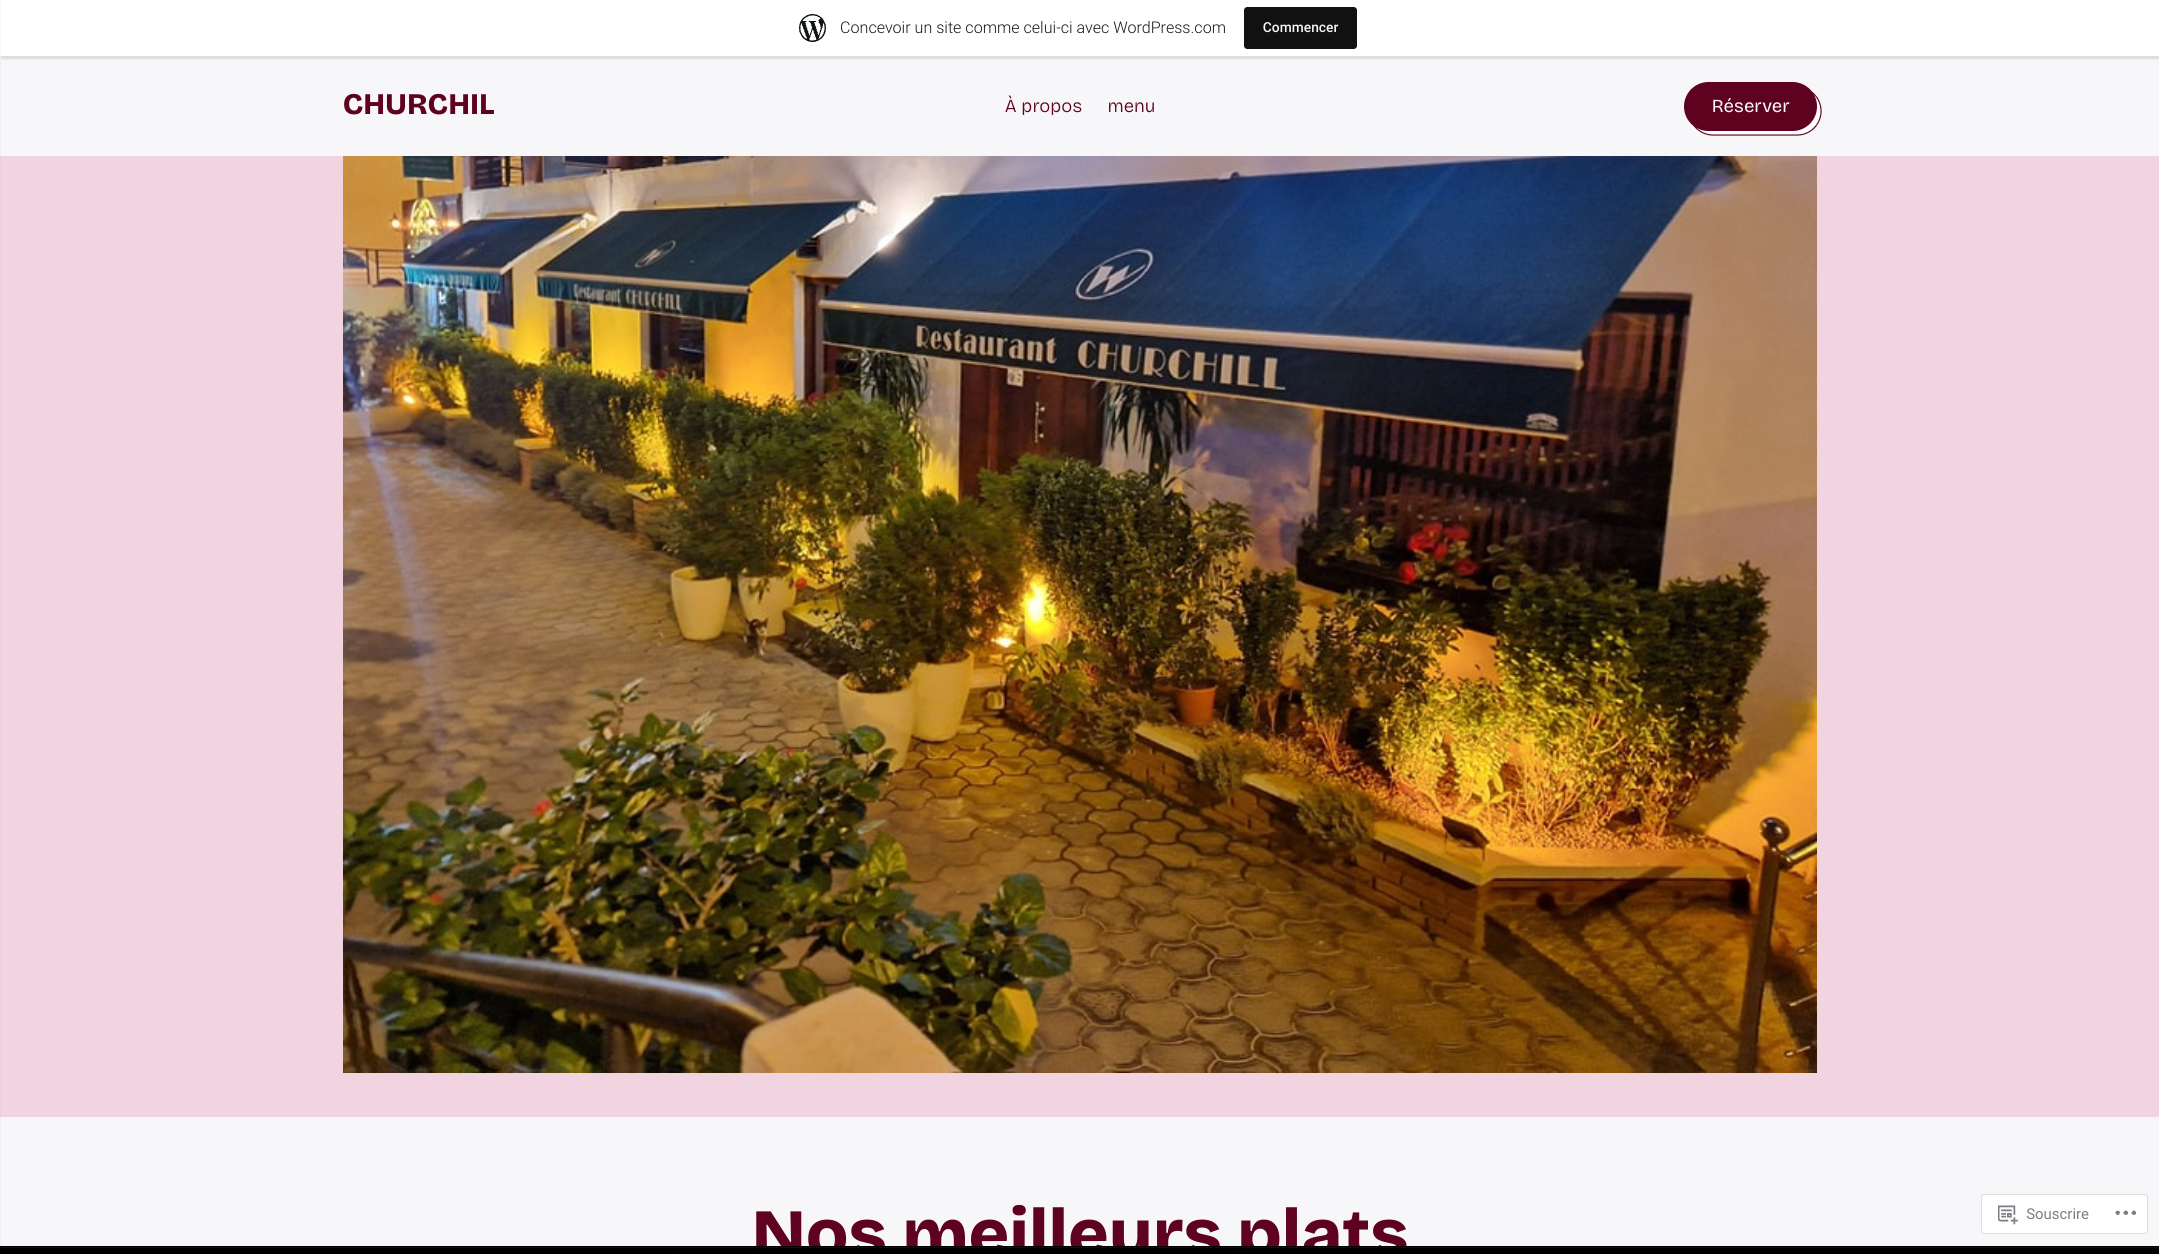 Concevoir un site comme celui-ci avec WordPress.com
Commencer
CHURCHIL
À propos
menu
Réserver
Restaurant CHURCHILL
Restaurant CHURCHILL
Nos meilleurs plats
Souscrire